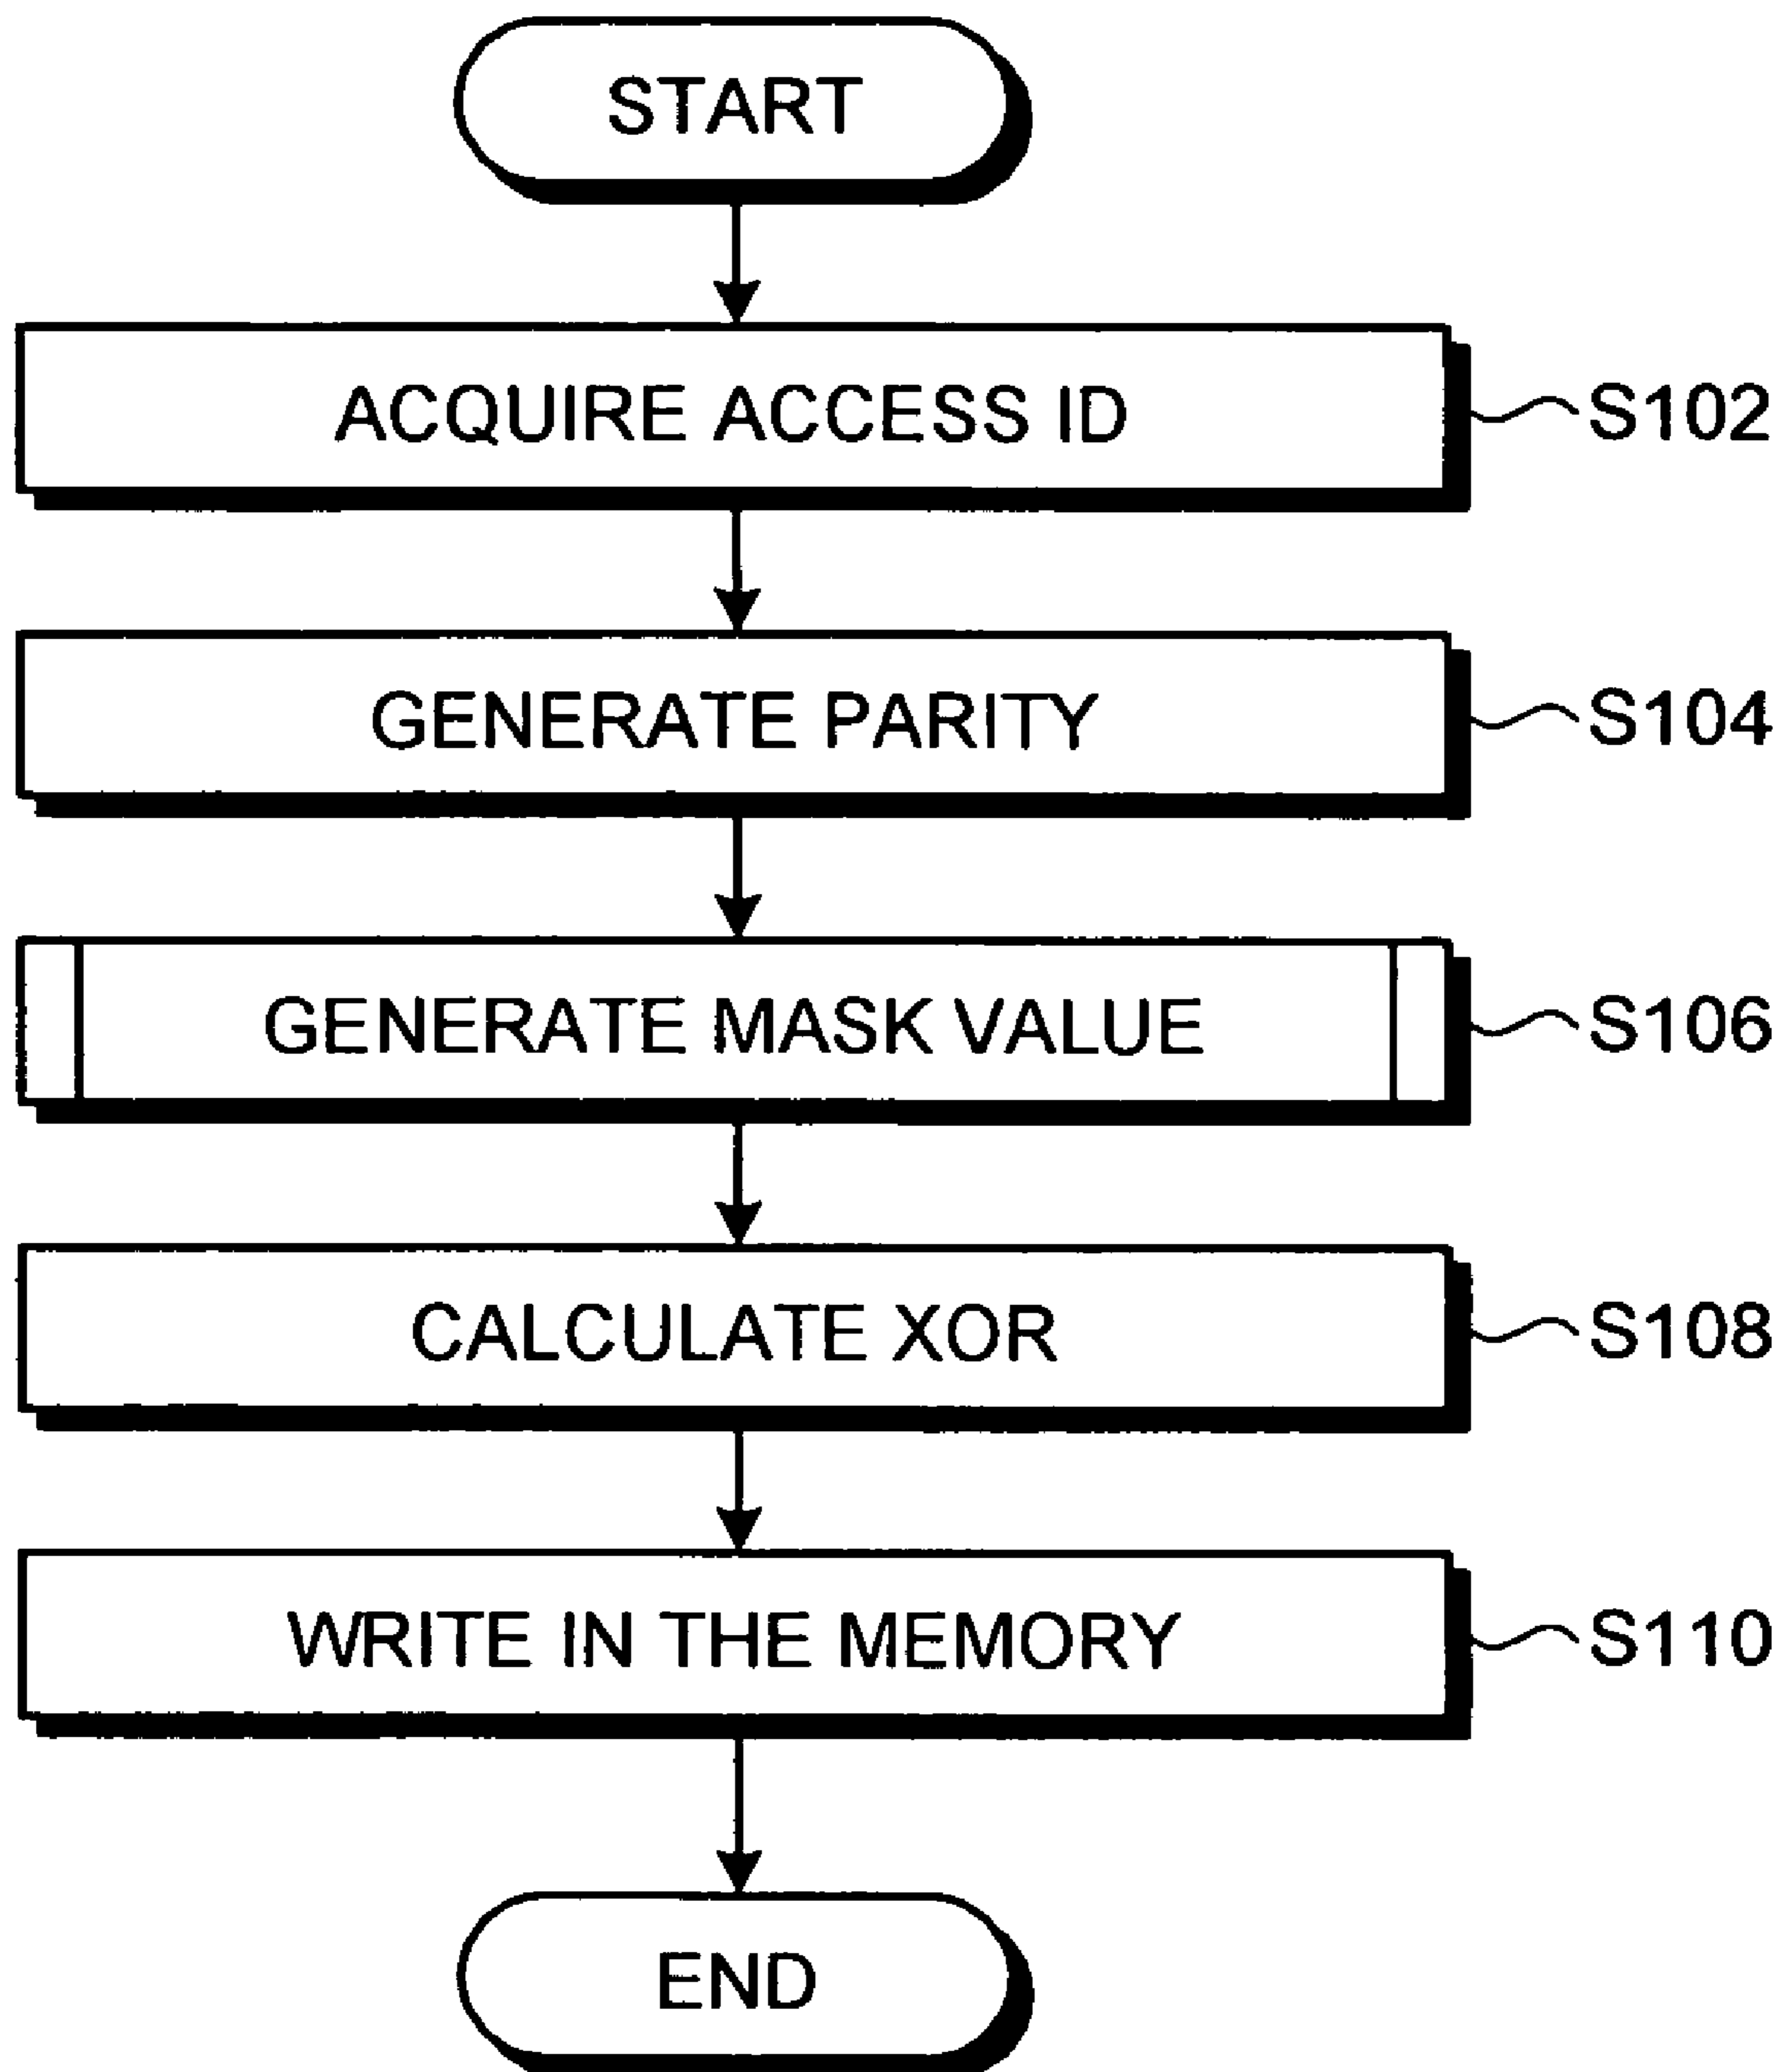 START
ACQUIRE ACCESS ID S102
GENERATE PARITY S104
GENERATE MASK VALUE S106
CALCULATE XOR S108
WRITE IN THE MEMORY S110
END